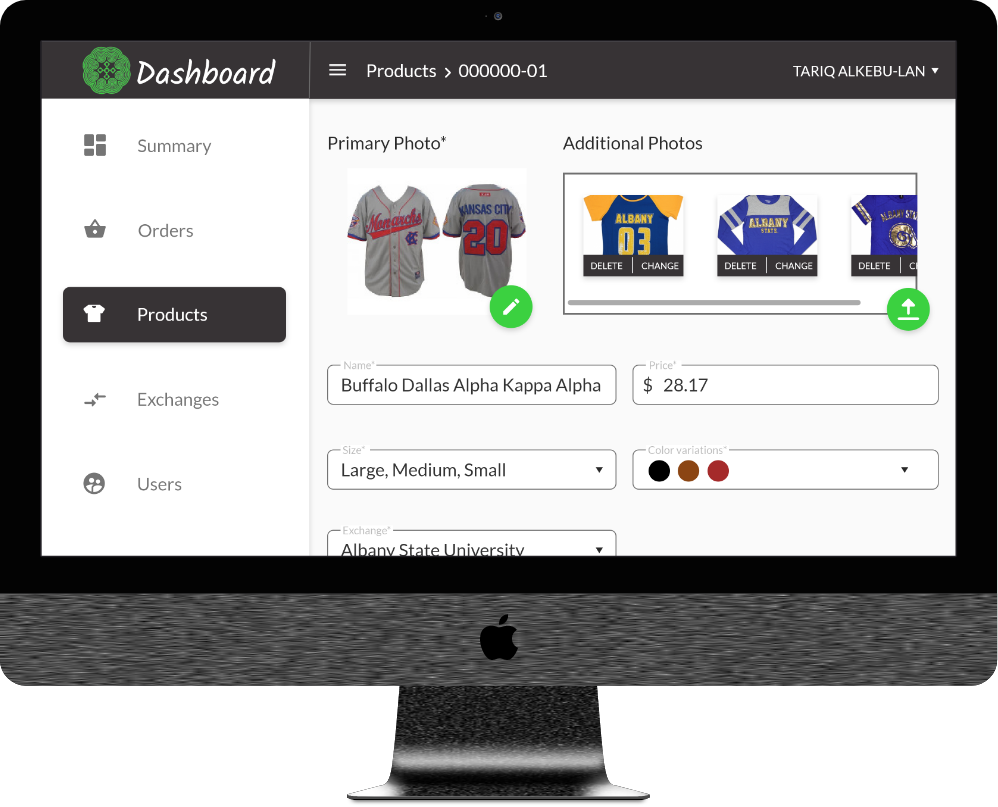 Dashboard
Products > 000000-01
TARIQ ALKEBU-LAN
Summary
Orders
Products
Exchanges
Users
Primary Photo*
Monarchs
KC
KANSAS CITY
20
Additional Photos
ALBANY
03
DELETE
CHANGE
ALBANY
STATE
DELETE
CHANGE
DELETE
Name*
Buffalo Dallas Alpha Kappa Alpha
Price*
$ 28.17
Size*
Large, Medium, Small
Color variations*
Exchange*
Albany State University